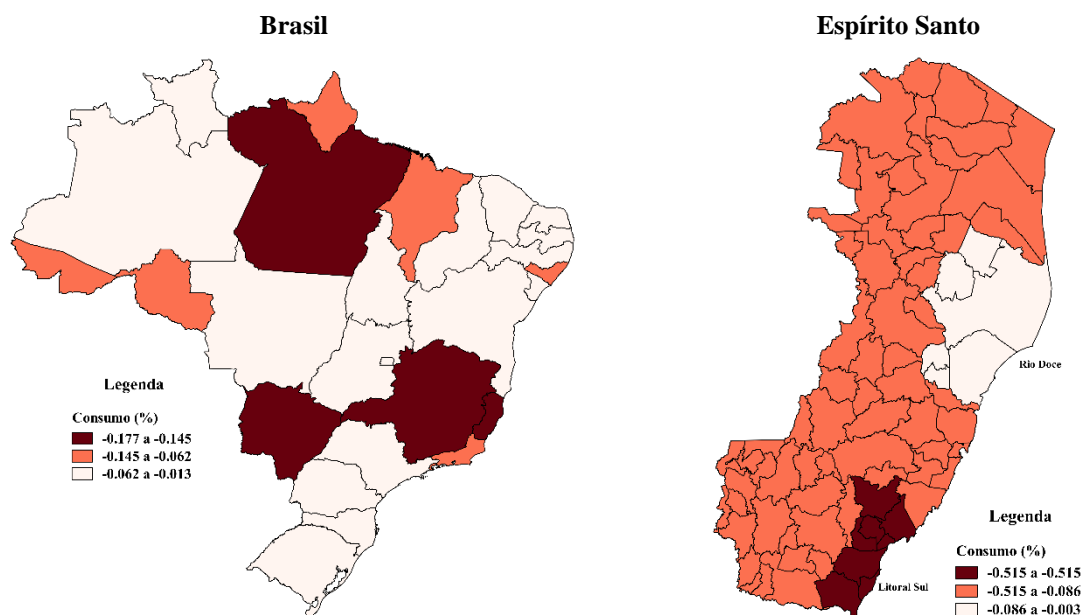 Brasil
Legenda
Consumo (%)
-0.177 a -0.145
-0.145 a -0.062
-0.062 a -0.013
Espírito Santo
Rio Doce
Litoral Sul
Legenda
Consumo (%)
-0.515 a -0.515
-0.515 a -0.086
-0.086 a -0.003